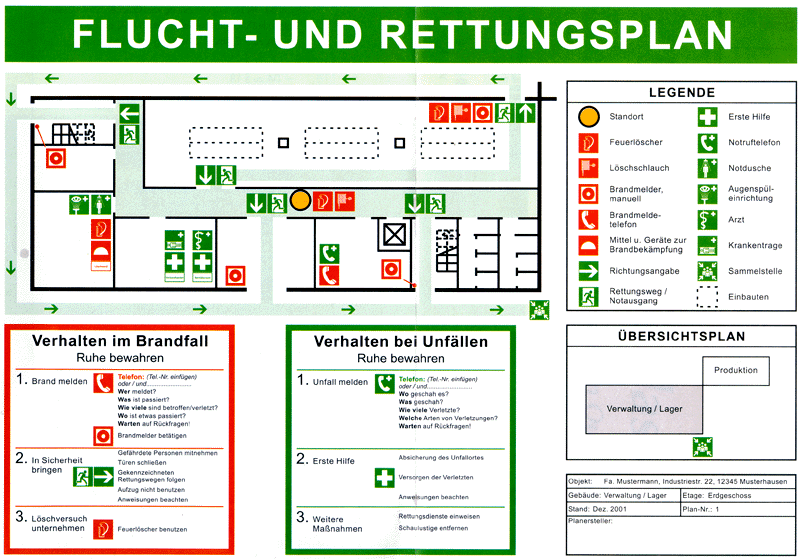 FLUCHT- UND RETTUNGSPLAN
LEGENDE
Standort
Feuerlöscher
Löschschlauch
Brandmelder,
manuell
Brandmelde-
telefon
Mittel u. Geräte zur
Brandbekämpfung
Richtungsangabe
Rettungsweg /
Notausgang
Erste Hilfe
Notruftelefon
Notdusche
Augenspül-
einrichtung
Arzt
Krankentrage
Sammelstelle
Einbauten
Verhalten im Brandfall
Ruhe bewahren
1. Brand melden
Telefon: (Tel.-Nr. einfügen)
oder / und
Wer meldet?
Was ist passiert?
Wie viele sind betroffen/verletzt?
Wo ist etwas passiert?
Warten auf Rückfragen!
Brandmelder betätigen
2. In Sicherheit
bringen
Gefährdete Personen mitnehmen
Türen schließen
Gekennzeichneten
Rettungswegen folgen
Aufzug nicht benutzen
Anweisungen beachten
3. Löschversuch
unternehmen
Feuerlöscher benutzen
Verhalten bei Unfällen
Ruhe bewahren
1. Unfall melden
Telefon: (Tel.-Nr. einfügen)
oder / und
Wo geschah es?
Was geschah?
Wie viele Verletzte?
Welche Arten von Verletzungen?
Warten auf Rückfragen!
2. Erste Hilfe
Absicherung des Unfallortes
Versorgen der Verletzten
Anweisungen beachten
3. Weitere
Maßnahmen
Rettungsdienste einweisen
Schaulustige entfernen
ÜBERSICHTSPLAN
Produktion
Verwaltung / Lager
Objekt: Fa. Mustermann, Industriestr. 22, 12345 Musterhausen
Gebäude: Verwaltung / Lager
Etage: Erdgeschoss
Stand: Dez. 2001
Plan-Nr.: 1
Planersteller: